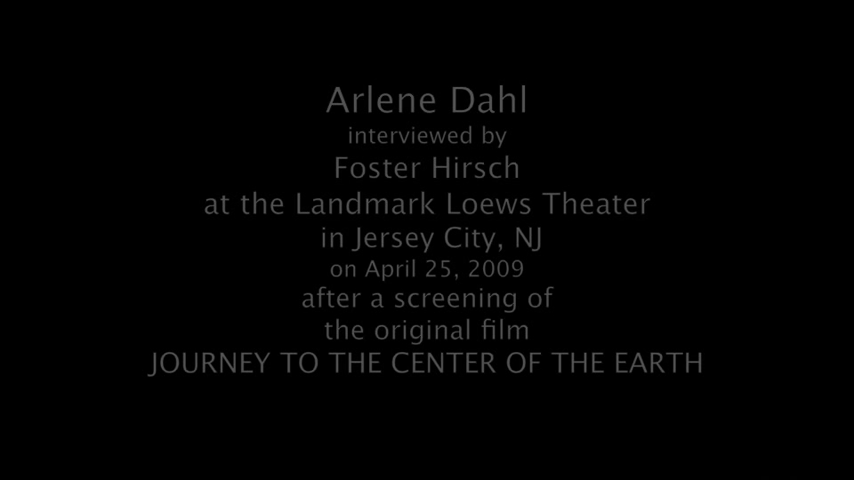 Arlene Dahl
interviewed by
Foster Hirsch
at the Landmark Loews Theater
in Jersey City, NJ
on April 25, 2009
after a screening of
the original film
JOURNEY TO THE CENTER OF THE EARTH